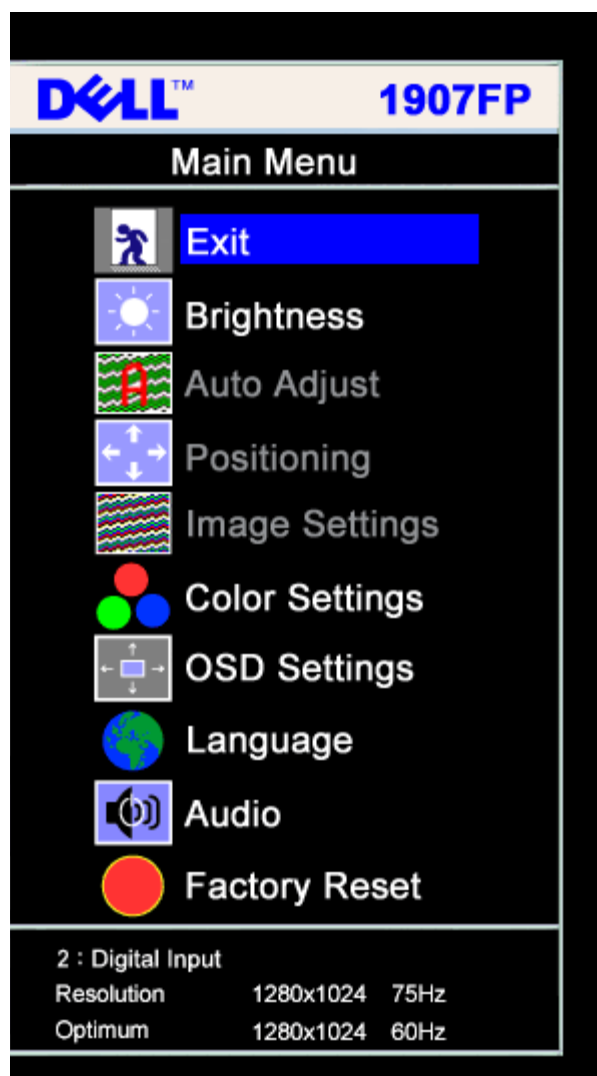 DELL™ 1907FP
Main Menu
Exit
Brightness
Auto Adjust
Positioning
Image Settings
Color Settings
OSD Settings
Language
Audio
Factory Reset
2 : Digital Input
Resolution 1280x1024 75Hz
Optimum 1280x1024 60Hz